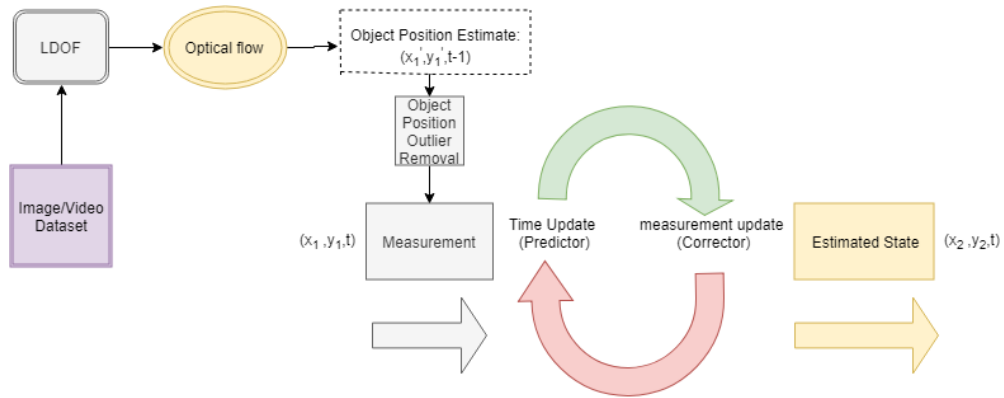 LDOF
Optical flow
Object Position Estimate:
(x₁',y₁',t-1)
Object
Position
Outlier
Removal
Image/Video
Dataset
(x₁,y₁,t)
Measurement
Time Update
(Predictor)
measurement update
(Corrector)
Estimated State
(x₂,y₂,t)